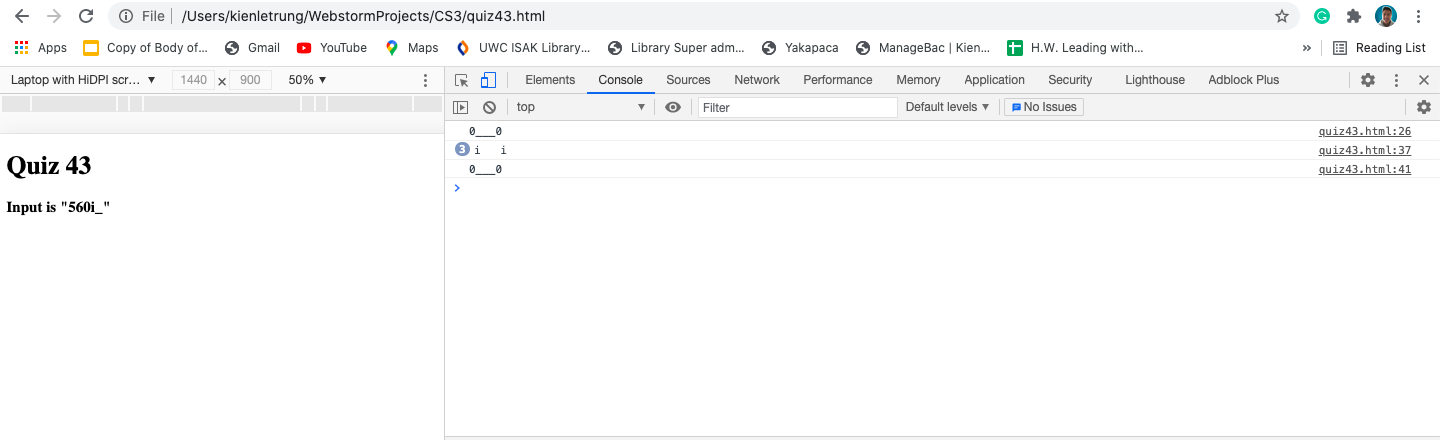 File /Users/kienletrung/WebstormProjects/CS3/quiz43.html
Apps Copy of Body of... Gmail YouTube Maps UWC ISAK Library... Library Super adm... Yakapaca ManageBac | Kien... H.W. Leading with... » Reading List
Laptop with HiDPI scr... ▼ 1440 × 900 50% ▼ Elements Console Sources Network Performance Memory Application Security Lighthouse Adblock Plus
top ▼ Filter Default levels ▼ No Issues
0___0 quiz43.html:26
3 i   i quiz43.html:37
0___0 quiz43.html:41
>
Quiz 43
Input is "560i_"